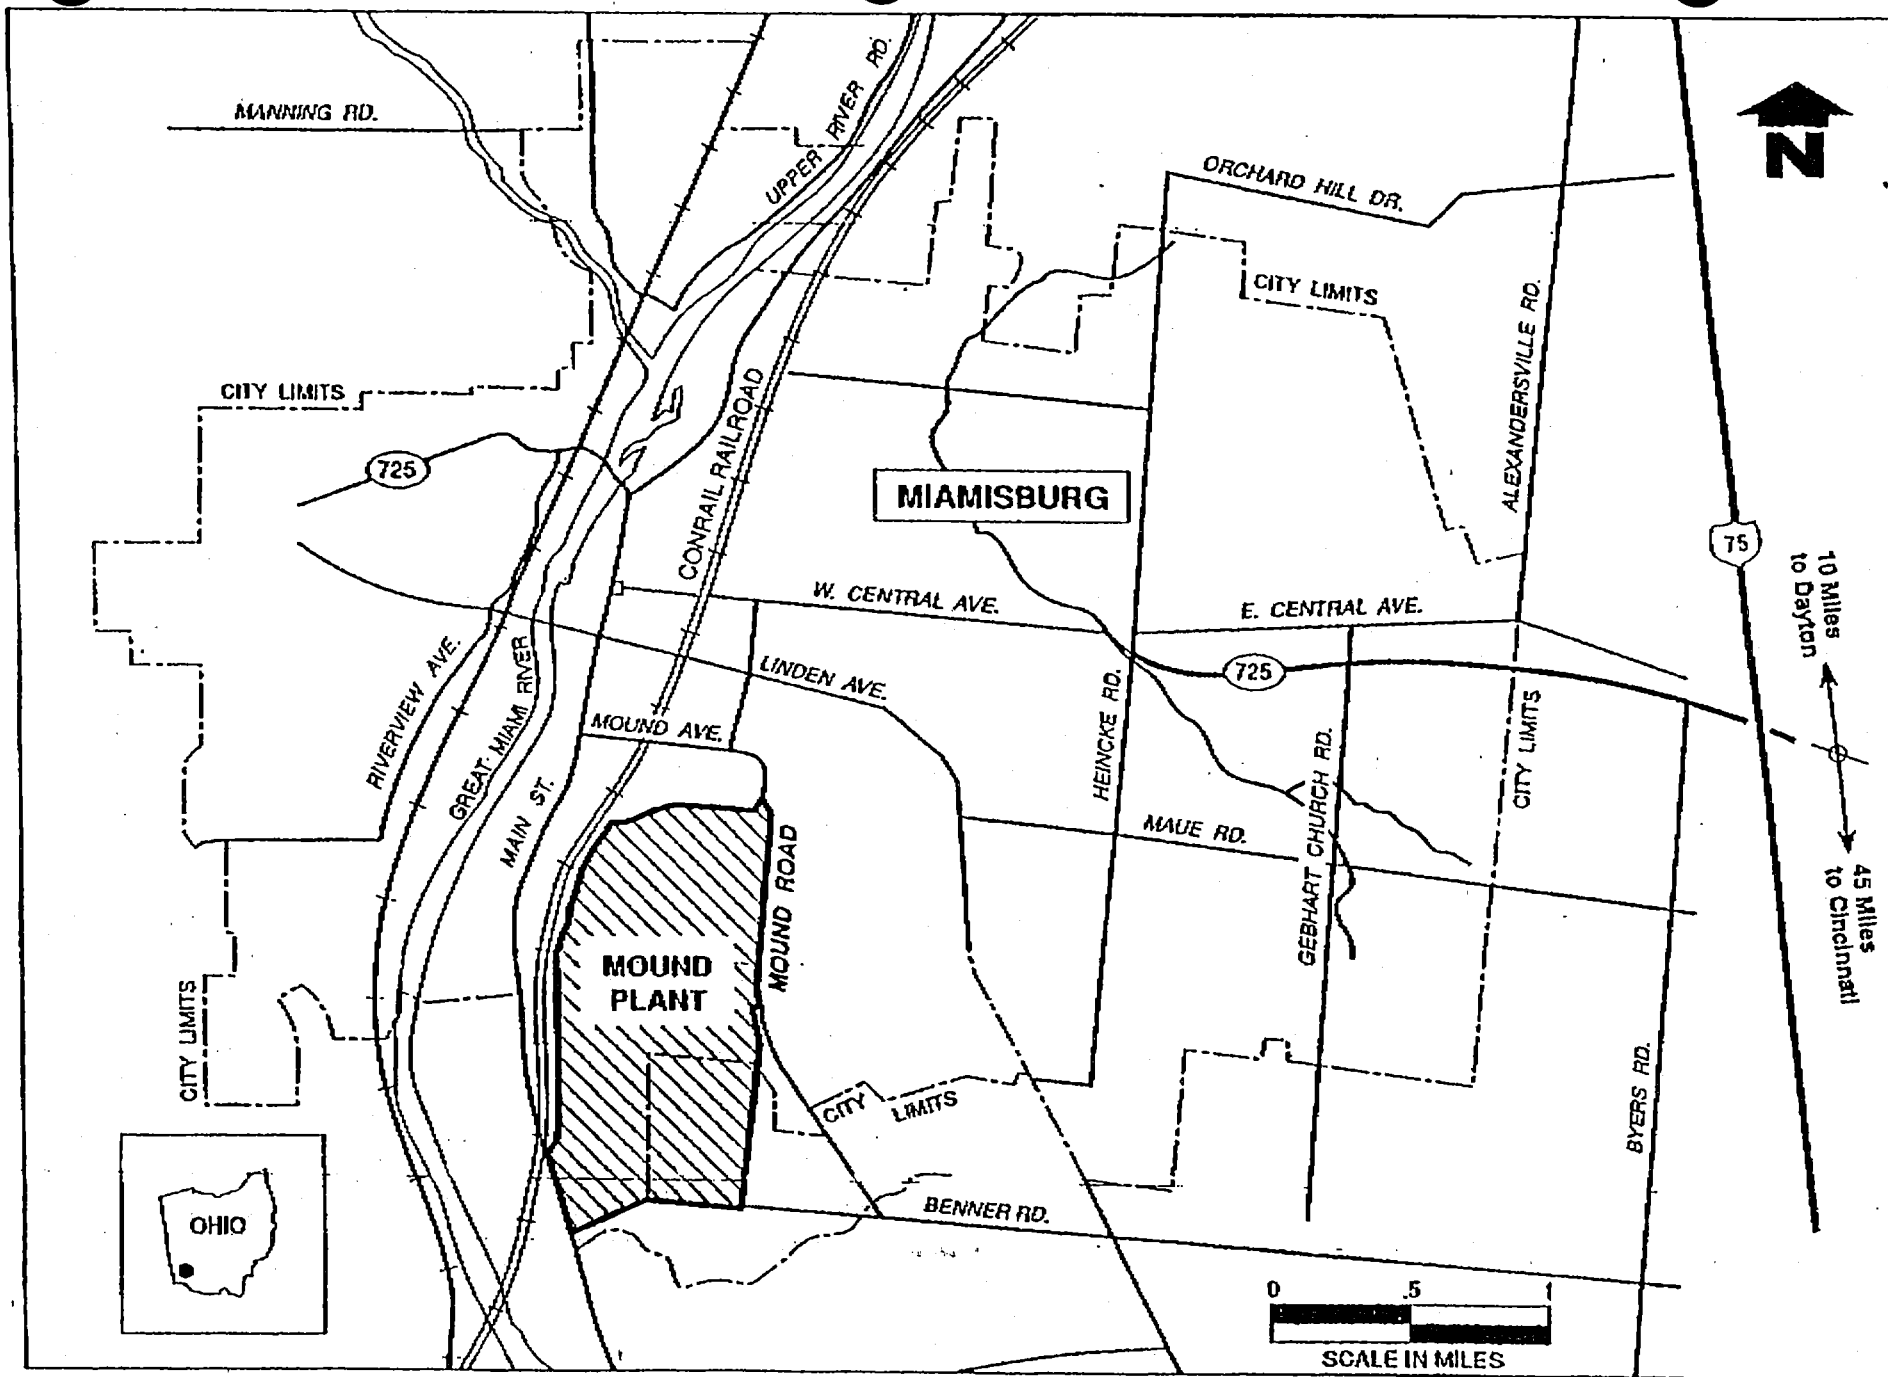 MANNING RD.
UPPER RIVER RD.
N
ORCHARD HILL DR.
CITY LIMITS
CITY LIMITS
ALEXANDERSVILLE RD.
725
CONRAIL RAILROAD
MIAMISBURG
75
10 Miles
to Dayton
W. CENTRAL AVE.
E. CENTRAL AVE.
RIVERVIEW AVE.
GREAT MIAMI RIVER
LINDEN AVE.
725
HEINCKE RD.
MOUND AVE.
CITY LIMITS
MAIN ST.
GEBHART CHURCH RD.
MAUE RD.
MOUND ROAD
45 Miles
to Cincinnati
MOUND
PLANT
CITY LIMITS
CITY LIMITS
BYERS RD.
BENNER RD.
OHIO
0 .5 1
SCALE IN MILES